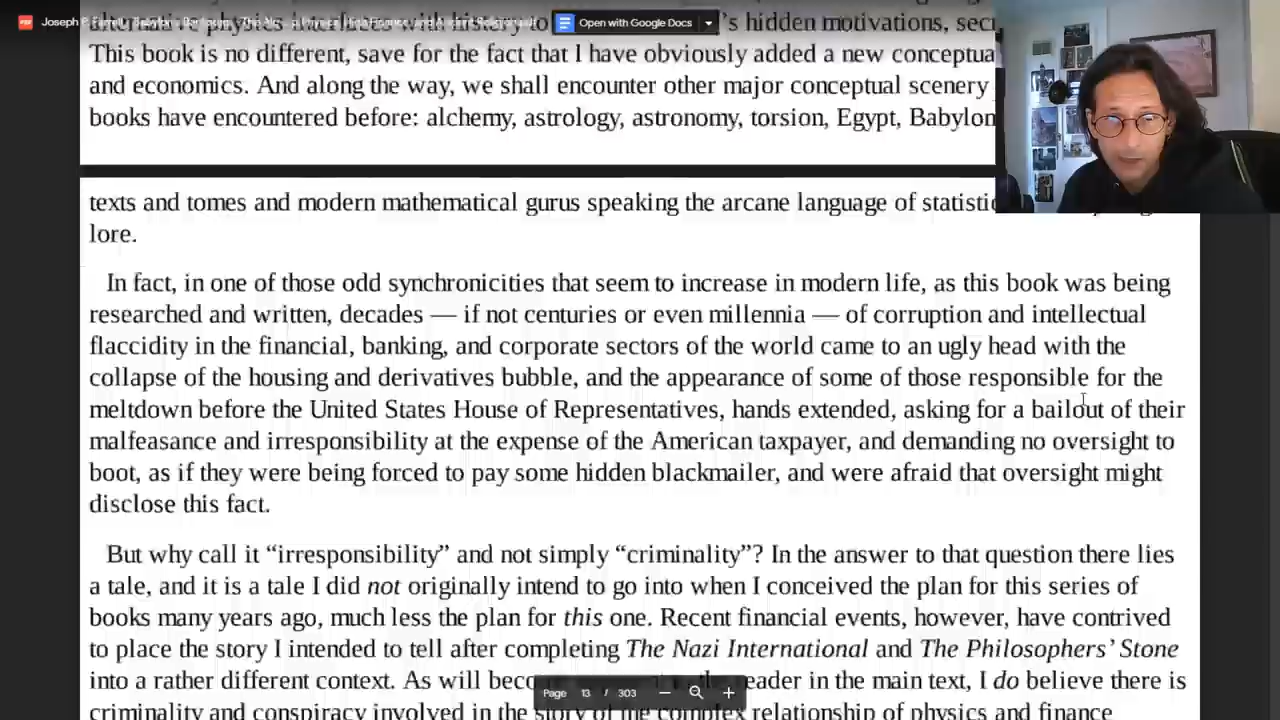 Joseph P. Farrell
Open with Google Docs
's hidden motivations,
This book is no different, save for the fact that I have obviously added a new
and economics. And along the way, we shall encounter other major conceptual scenery
books have encountered before: alchemy, astrology, astronomy, torsion, Egypt, Babylon
texts and tomes and modern mathematical gurus speaking the arcane language of
lore.
In fact, in one of those odd synchronicities that seem to increase in modern life, as this book was being
researched and written, decades — if not centuries or even millennia — of corruption and intellectual
flaccidity in the financial, banking, and corporate sectors of the world came to an ugly head with the
collapse of the housing and derivatives bubble, and the appearance of some of those responsible for the
meltdown before the United States House of Representatives, hands extended, asking for a bailout of their
malfeasance and irresponsibility at the expense of the American taxpayer, and demanding no oversight to
boot, as if they were being forced to pay some hidden blackmailer, and were afraid that oversight might
disclose this fact.
But why call it “irresponsibility” and not simply “criminality”? In the answer to that question there lies
a tale, and it is a tale I did not originally intend to go into when I conceived the plan for this series of
books many years ago, much less the plan for this one. Recent financial events, however, have contrived
to place the story I intended to tell after completing The Nazi International and The Philosophers’ Stone
into a rather different context. As will reader in the main text, I do believe there is
Page 13 / 303
criminality and conspiracy involved in the story of the complex relationship of physics and finance